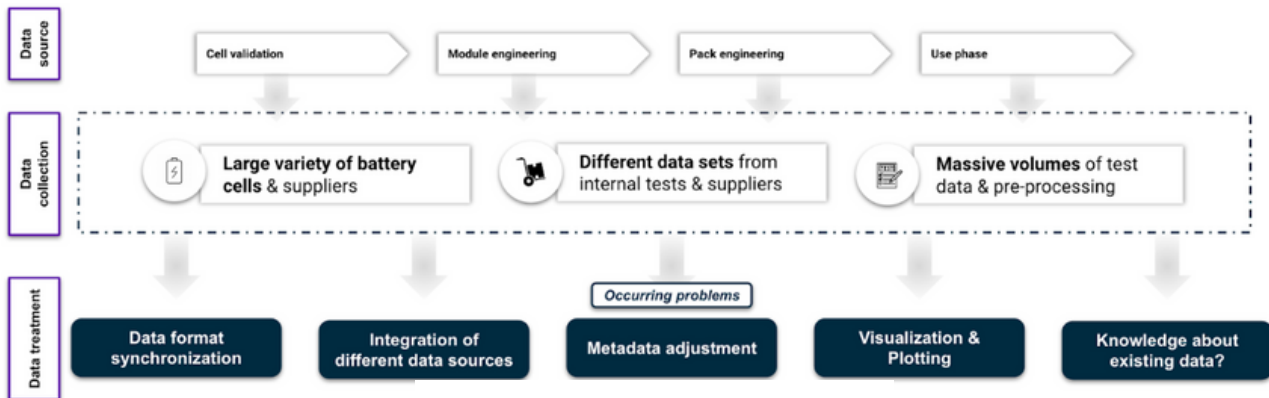 Data
source
Cell validation
Module engineering
Pack engineering
Use phase
Data
collection
Large variety of battery
cells & suppliers
Different data sets from
internal tests & suppliers
Massive volumes of test
data & pre-processing
Data treatment
Occurring problems
Data format
synchronization
Integration of
different data sources
Metadata adjustment
Visualization &
Plotting
Knowledge about
existing data?